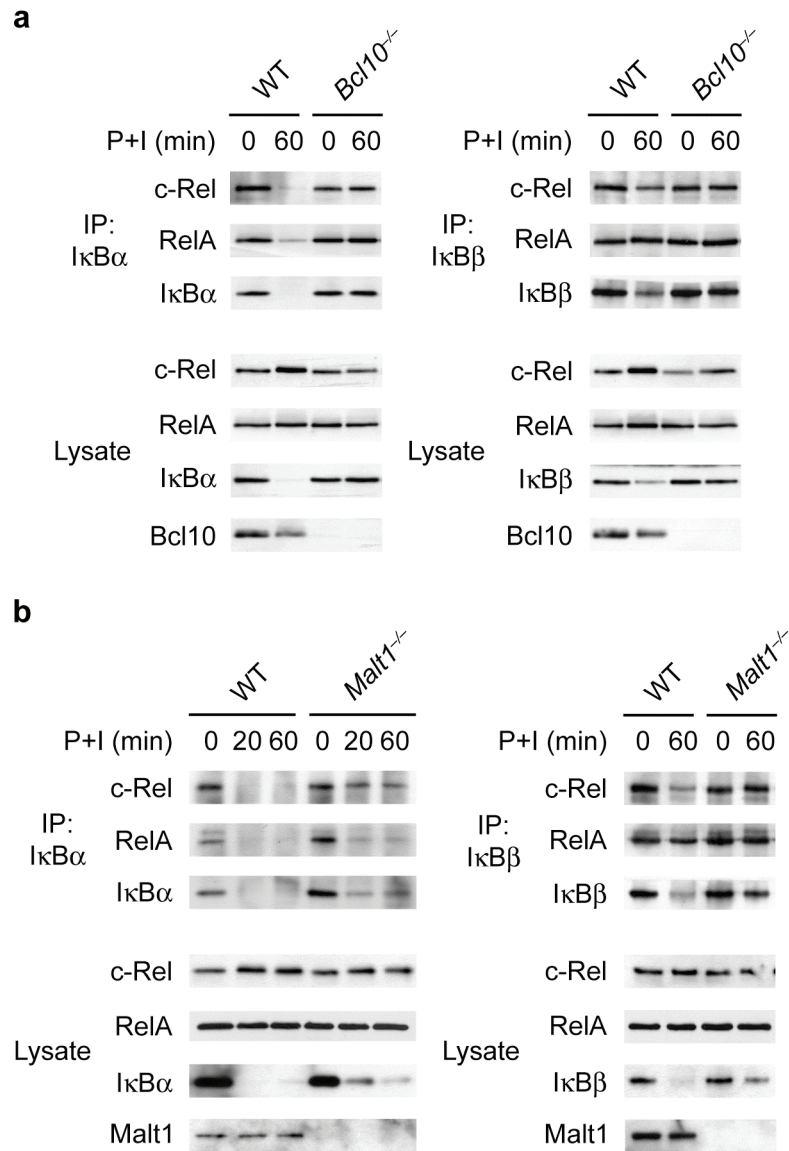 a
WT Bcl10–/– WT Bcl10–/–
P+I (min) 0 60 0 60 P+I (min) 0 60 0 60
c-Rel c-Rel
IP: IκBα RelA IP: IκBβ RelA
IκBα IκBβ
c-Rel c-Rel
RelA RelA
Lysate Lysate
IκBα IκBβ
Bcl10 Bcl10
b
WT Malt1–/– WT Malt1–/–
P+I (min) 0 20 60 0 20 60 P+I (min) 0 60 0 60
c-Rel c-Rel
IP: IκBα RelA IP: IκBβ RelA
IκBα IκBβ
c-Rel c-Rel
RelA RelA
Lysate Lysate
IκBα IκBβ
Malt1 Malt1